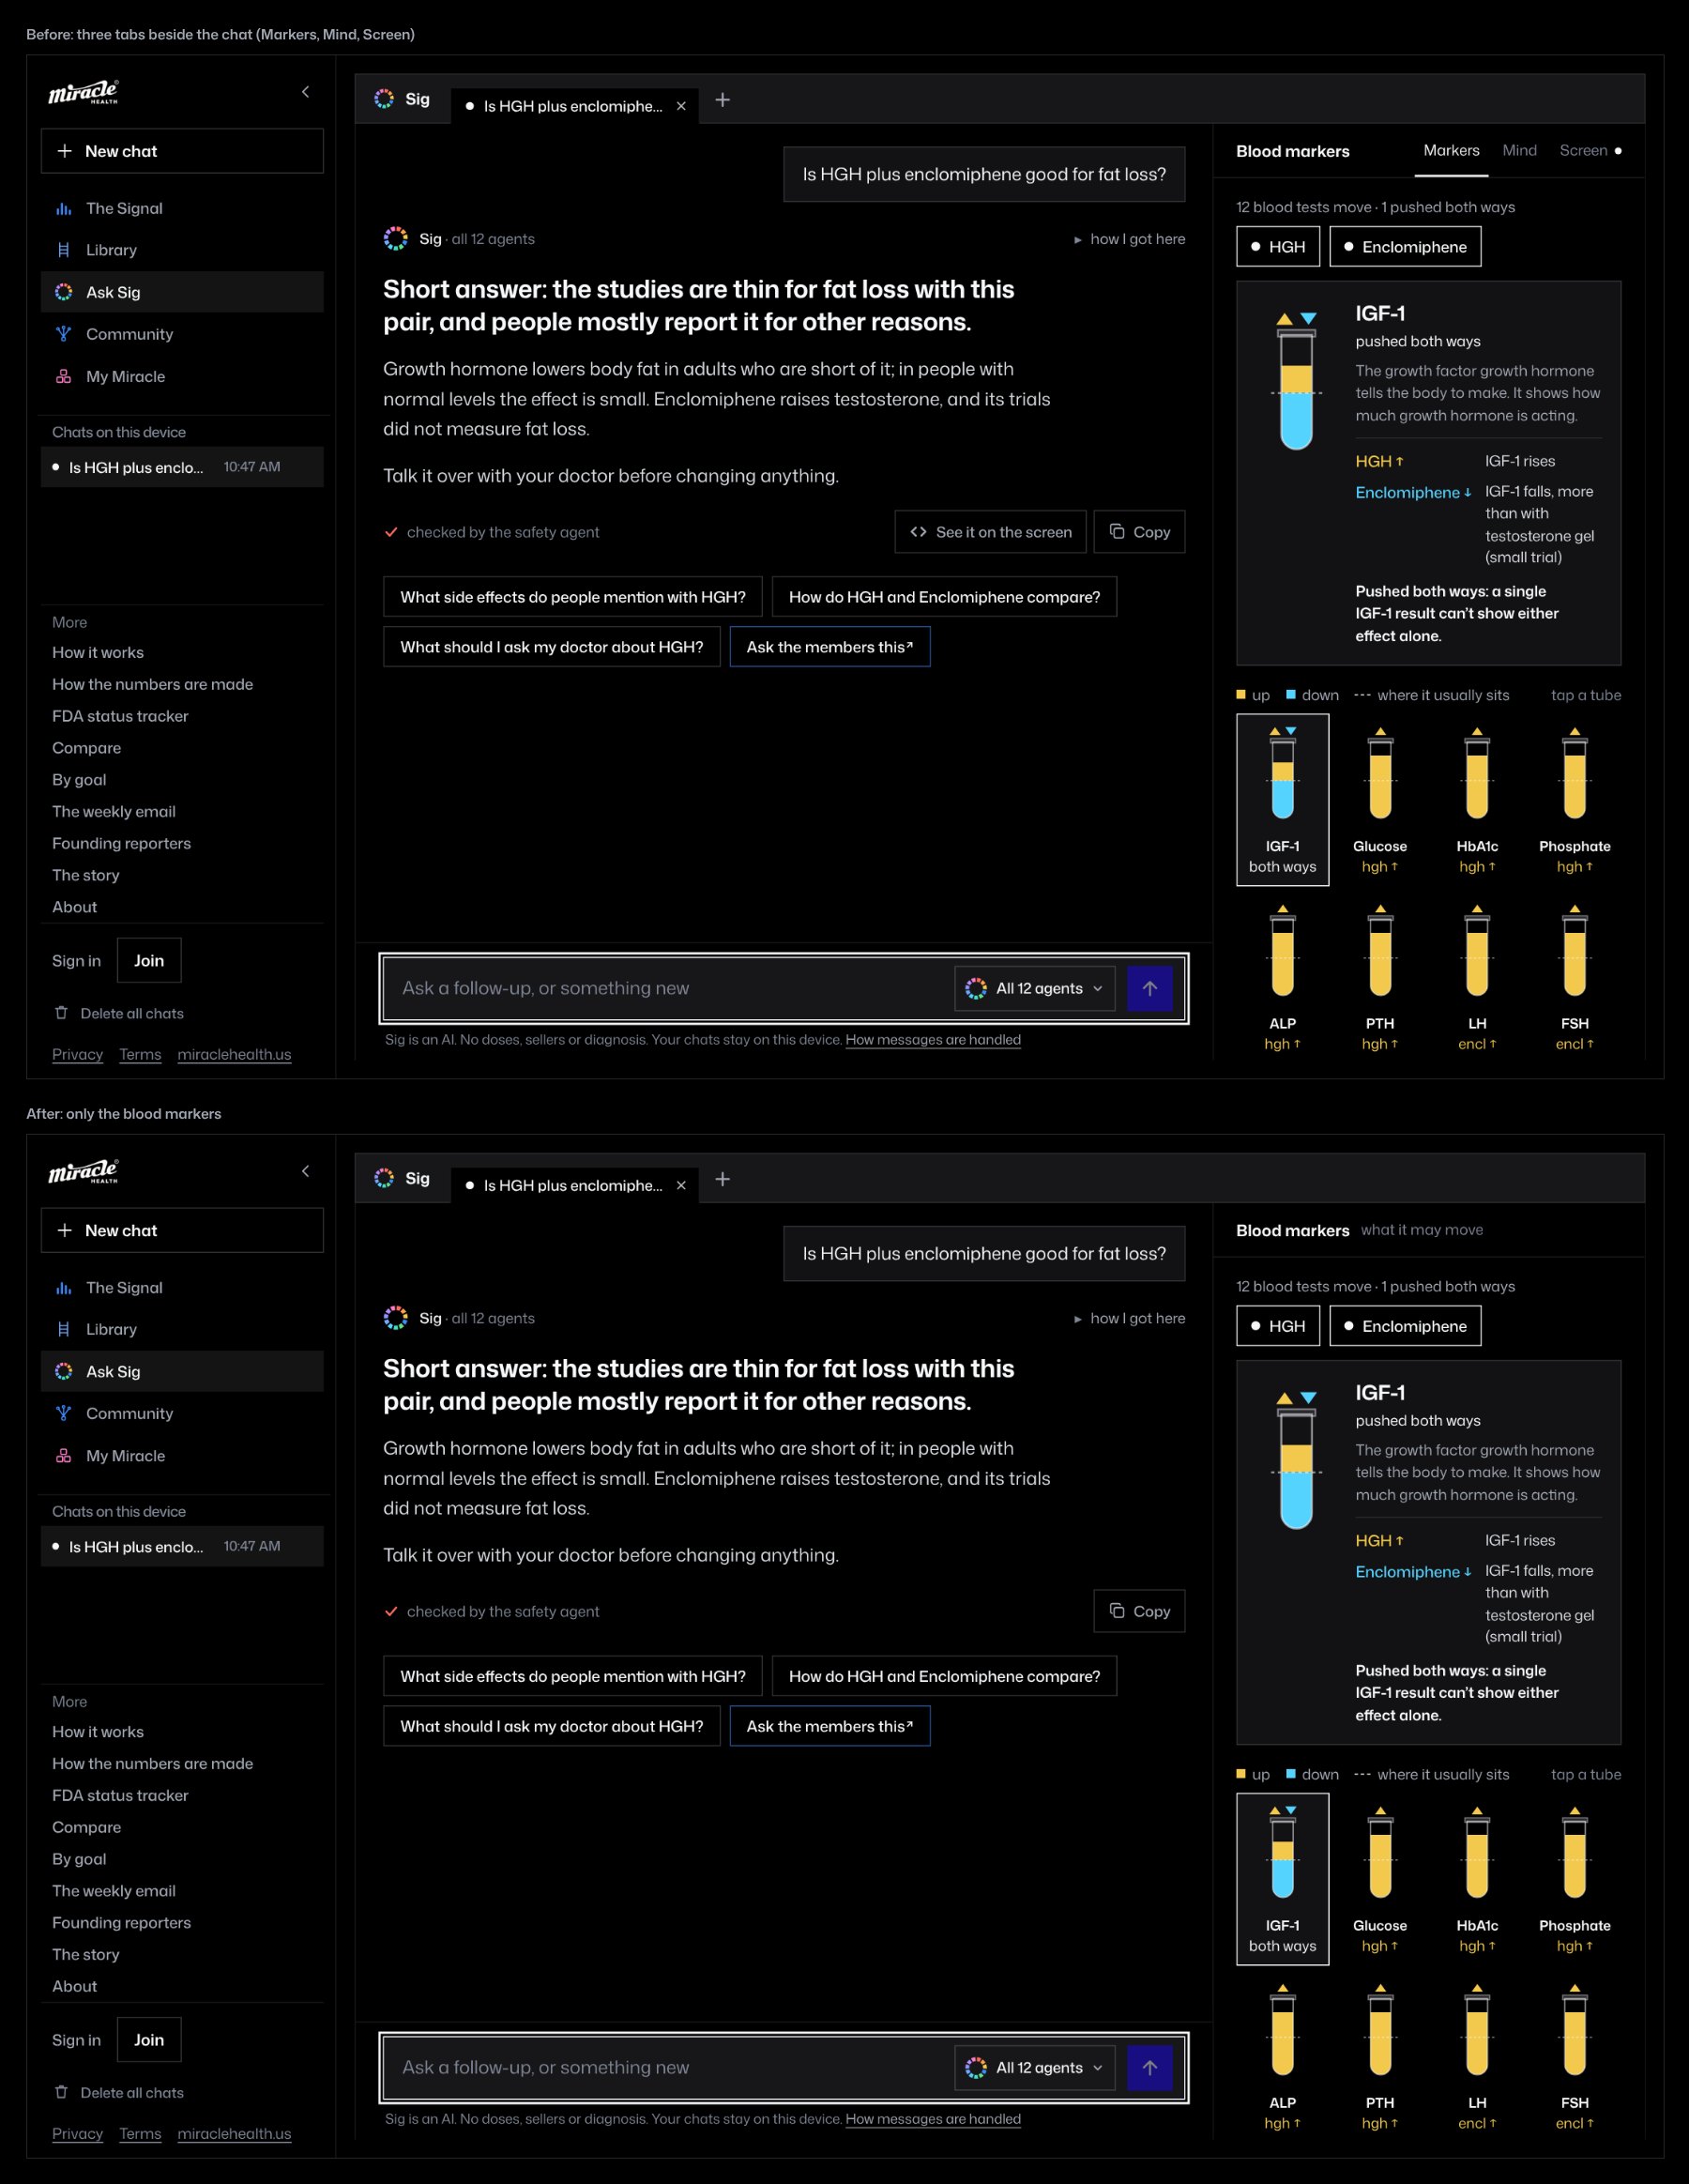 Before: three tabs beside the chat (Markers, Mind, Screen)
miracle
HEALTH
New chat
The Signal
Library
Ask Sig
Community
My Miracle
Chats on this device
Is HGH plus enclo... 10:47 AM
More
How it works
How the numbers are made
FDA status tracker
Compare
By goal
The weekly email
Founding reporters
The story
About
Sign in Join
Delete all chats
Privacy Terms miraclehealth.us
Sig Is HGH plus enclomiphe...
Is HGH plus enclomiphene good for fat loss?
Sig · all 12 agents how I got here
Short answer: the studies are thin for fat loss with this
pair, and people mostly report it for other reasons.
Growth hormone lowers body fat in adults who are short of it; in people with
normal levels the effect is small. Enclomiphene raises testosterone, and its trials
did not measure fat loss.
Talk it over with your doctor before changing anything.
checked by the safety agent See it on the screen Copy
What side effects do people mention with HGH? How do HGH and Enclomiphene compare?
What should I ask my doctor about HGH? Ask the members this↗
Ask a follow-up, or something new All 12 agents
Sig is an AI. No doses, sellers or diagnosis. Your chats stay on this device. How messages are handled
Blood markers Markers Mind Screen
12 blood tests move · 1 pushed both ways
HGH Enclomiphene
IGF-1
pushed both ways
The growth factor growth hormone
tells the body to make. It shows how
much growth hormone is acting.
HGH ↑ IGF-1 rises
Enclomiphene ↓ IGF-1 falls, more
than with
testosterone gel
(small trial)
Pushed both ways: a single
IGF-1 result can't show either
effect alone.
up down where it usually sits tap a tube
IGF-1 Glucose HbA1c Phosphate
both ways hgh ↑ hgh ↑ hgh ↑
ALP PTH LH FSH
hgh ↑ hgh ↑ encl ↑ encl ↑
After: only the blood markers
miracle
HEALTH
New chat
The Signal
Library
Ask Sig
Community
My Miracle
Chats on this device
Is HGH plus enclo... 10:47 AM
More
How it works
How the numbers are made
FDA status tracker
Compare
By goal
The weekly email
Founding reporters
The story
About
Sign in Join
Delete all chats
Privacy Terms miraclehealth.us
Sig Is HGH plus enclomiphe...
Is HGH plus enclomiphene good for fat loss?
Sig · all 12 agents how I got here
Short answer: the studies are thin for fat loss with this
pair, and people mostly report it for other reasons.
Growth hormone lowers body fat in adults who are short of it; in people with
normal levels the effect is small. Enclomiphene raises testosterone, and its trials
did not measure fat loss.
Talk it over with your doctor before changing anything.
checked by the safety agent Copy
What side effects do people mention with HGH? How do HGH and Enclomiphene compare?
What should I ask my doctor about HGH? Ask the members this↗
Ask a follow-up, or something new All 12 agents
Sig is an AI. No doses, sellers or diagnosis. Your chats stay on this device. How messages are handled
Blood markers what it may move
12 blood tests move · 1 pushed both ways
HGH Enclomiphene
IGF-1
pushed both ways
The growth factor growth hormone
tells the body to make. It shows how
much growth hormone is acting.
HGH ↑ IGF-1 rises
Enclomiphene ↓ IGF-1 falls, more
than with
testosterone gel
(small trial)
Pushed both ways: a single
IGF-1 result can't show either
effect alone.
up down where it usually sits tap a tube
IGF-1 Glucose HbA1c Phosphate
both ways hgh ↑ hgh ↑ hgh ↑
ALP PTH LH FSH
hgh ↑ hgh ↑ encl ↑ encl ↑